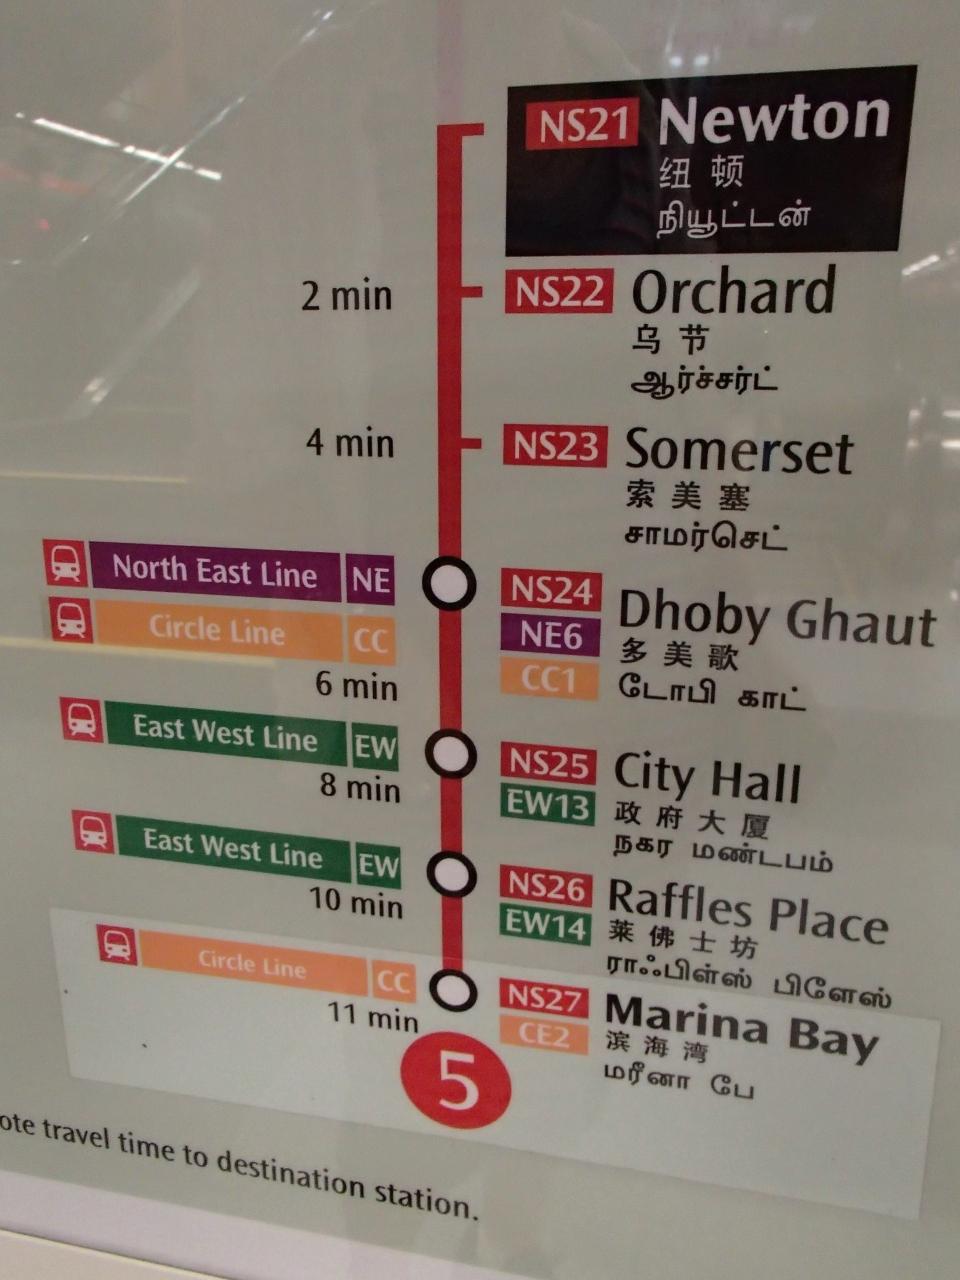 NS21 Newton
纽顿
நியூட்டன்
2 min NS22 Orchard
乌节
ஆர்ச்சர்ட்
4 min NS23 Somerset
索美塞
சாமர்செட்
North East Line NE
Circle Line CC
6 min
NS24 Dhoby Ghaut
NE6
CC1
多美歌
டோபி காட்
East West Line EW
8 min
NS25 City Hall
EW13
政府大厦
நகர மண்டபம்
East West Line EW
10 min
NS26 Raffles Place
EW14
莱佛士坊
ராஃபிள்ஸ் பிளேஸ்
Circle Line CC
11 min
NS27 Marina Bay
CE2
滨海湾
மரீனா பே
5
ote travel time to destination station.